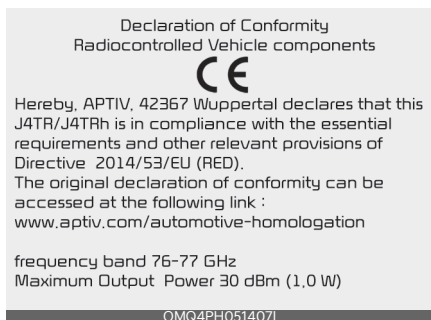 Declaration of Conformity
Radiocontrolled Vehicle components
CE
Hereby, APTIV, 42367 Wuppertal declares that this
J4TR/J4TRh is in compliance with the essential
requirements and other relevant provisions of
Directive 2014/53/EU (RED).
The original declaration of conformity can be
accessed at the following link :
www.aptiv.com/automotive-homologation
frequency band 76-77 GHz
Maximum Output Power 30 dBm (1,0 W)
OMQ4PH051407L